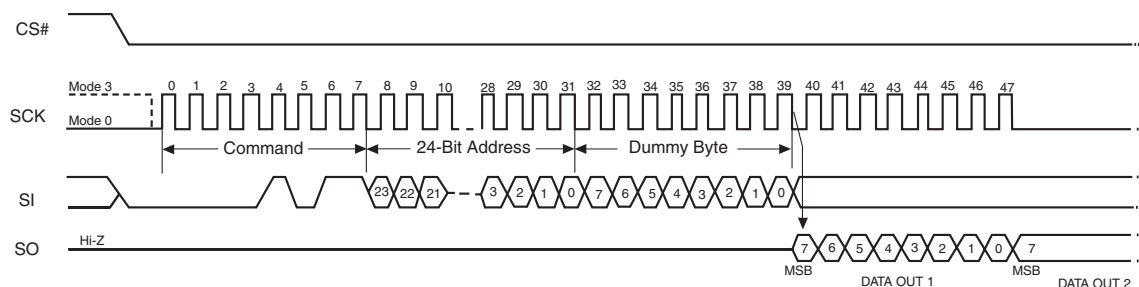 CS#
Mode 3
0 1 2 3 4 5 6 7 8 9 10 28 29 30 31 32 33 34 35 36 37 38 39 40 41 42 43 44 45 46 47
SCK
Mode 0
Command 24-Bit Address Dummy Byte
SI
23 22 21 3 2 1 0 7 6 5 4 3 2 1 0
SO
Hi-Z
7 6 5 4 3 2 1 0 7
MSB DATA OUT 1 MSB DATA OUT 2